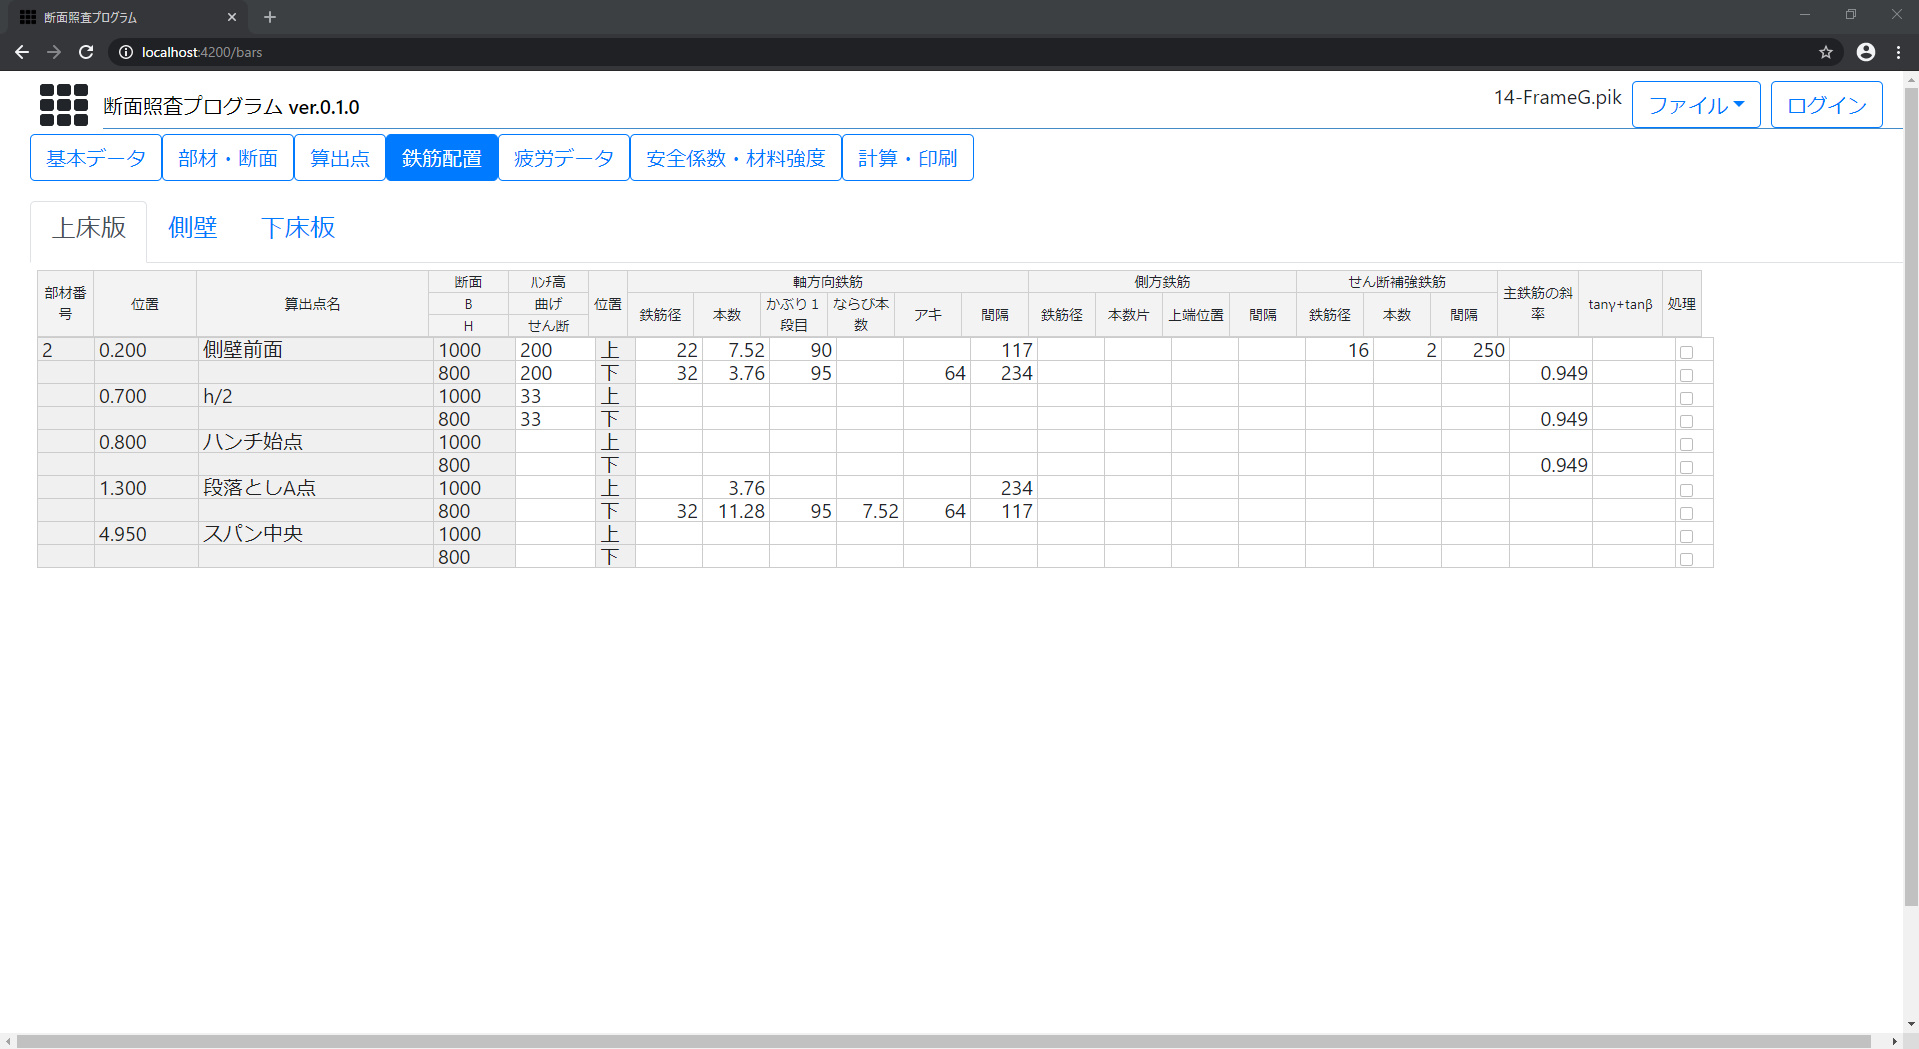 断面照査プログラム
localhost:4200/bars
断面照査プログラム ver.0.1.0
14-FrameG.pik ファイル ログイン
基本データ 部材・断面 算出点 鉄筋配置 疲労データ 安全係数・材料強度 計算・印刷
上床版 側壁 下床板
部材番号 位置 算出点名 断面 B H ﾊﾝﾁ高 曲げ せん断 位置 軸方向鉄筋 鉄筋径 本数 かぶり1段目 ならび本数 アキ 間隔 側方鉄筋 鉄筋径 本数片 上端位置 間隔 せん断補強鉄筋 鉄筋径 本数 間隔 主鉄筋の斜率 tanγ+tanβ 処理
2 0.200 側壁前面 1000 200 上 22 7.52 90 117 16 2 250
800 200 下 32 3.76 95 64 234 0.949
0.700 h/2 1000 33 上
800 33 下 0.949
0.800 ハンチ始点 1000 上
800 下 0.949
1.300 段落としA点 1000 上 3.76 234
800 下 32 11.28 95 7.52 64 117
4.950 スパン中央 1000 上
800 下